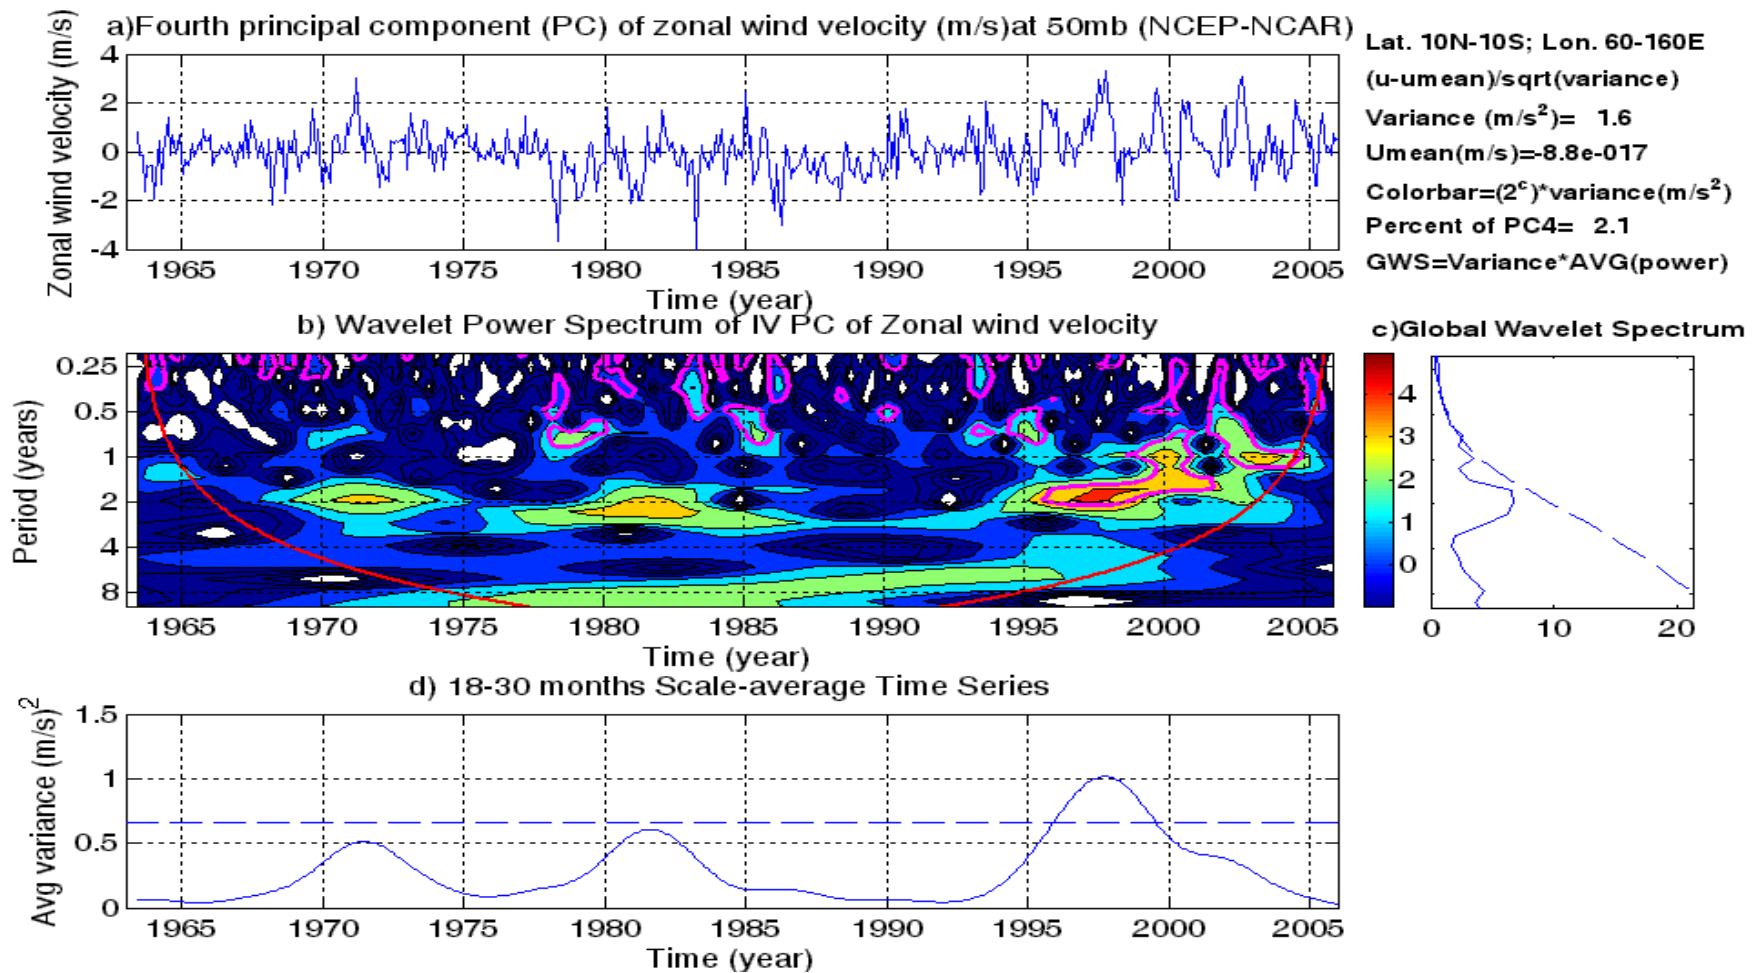 a)Fourth principal component (PC) of zonal wind velocity (m/s)at 50mb (NCEP-NCAR)
Zonal wind velocity (m/s)
4
2
0
-2
-4
1965 1970 1975 1980 1985 1990 1995 2000 2005
Time (year)
Lat. 10N-10S; Lon. 60-160E
(u-umean)/sqrt(variance)
Variance (m/s²)= 1.6
Umean(m/s)=-8.8e-017
Colorbar=(2ᶜ)*variance(m/s²)
Percent of PC4= 2.1
GWS=Variance*AVG(power)
b) Wavelet Power Spectrum of IV PC of Zonal wind velocity
Period (years)
0.25
0.5
1
2
4
8
1965 1970 1975 1980 1985 1990 1995 2000 2005
Time (year)
4
3
2
1
0
c)Global Wavelet Spectrum
0 10 20
d) 18-30 months Scale-average Time Series
Avg variance (m/s)²
1.5
1
0.5
0
1965 1970 1975 1980 1985 1990 1995 2000 2005
Time (year)